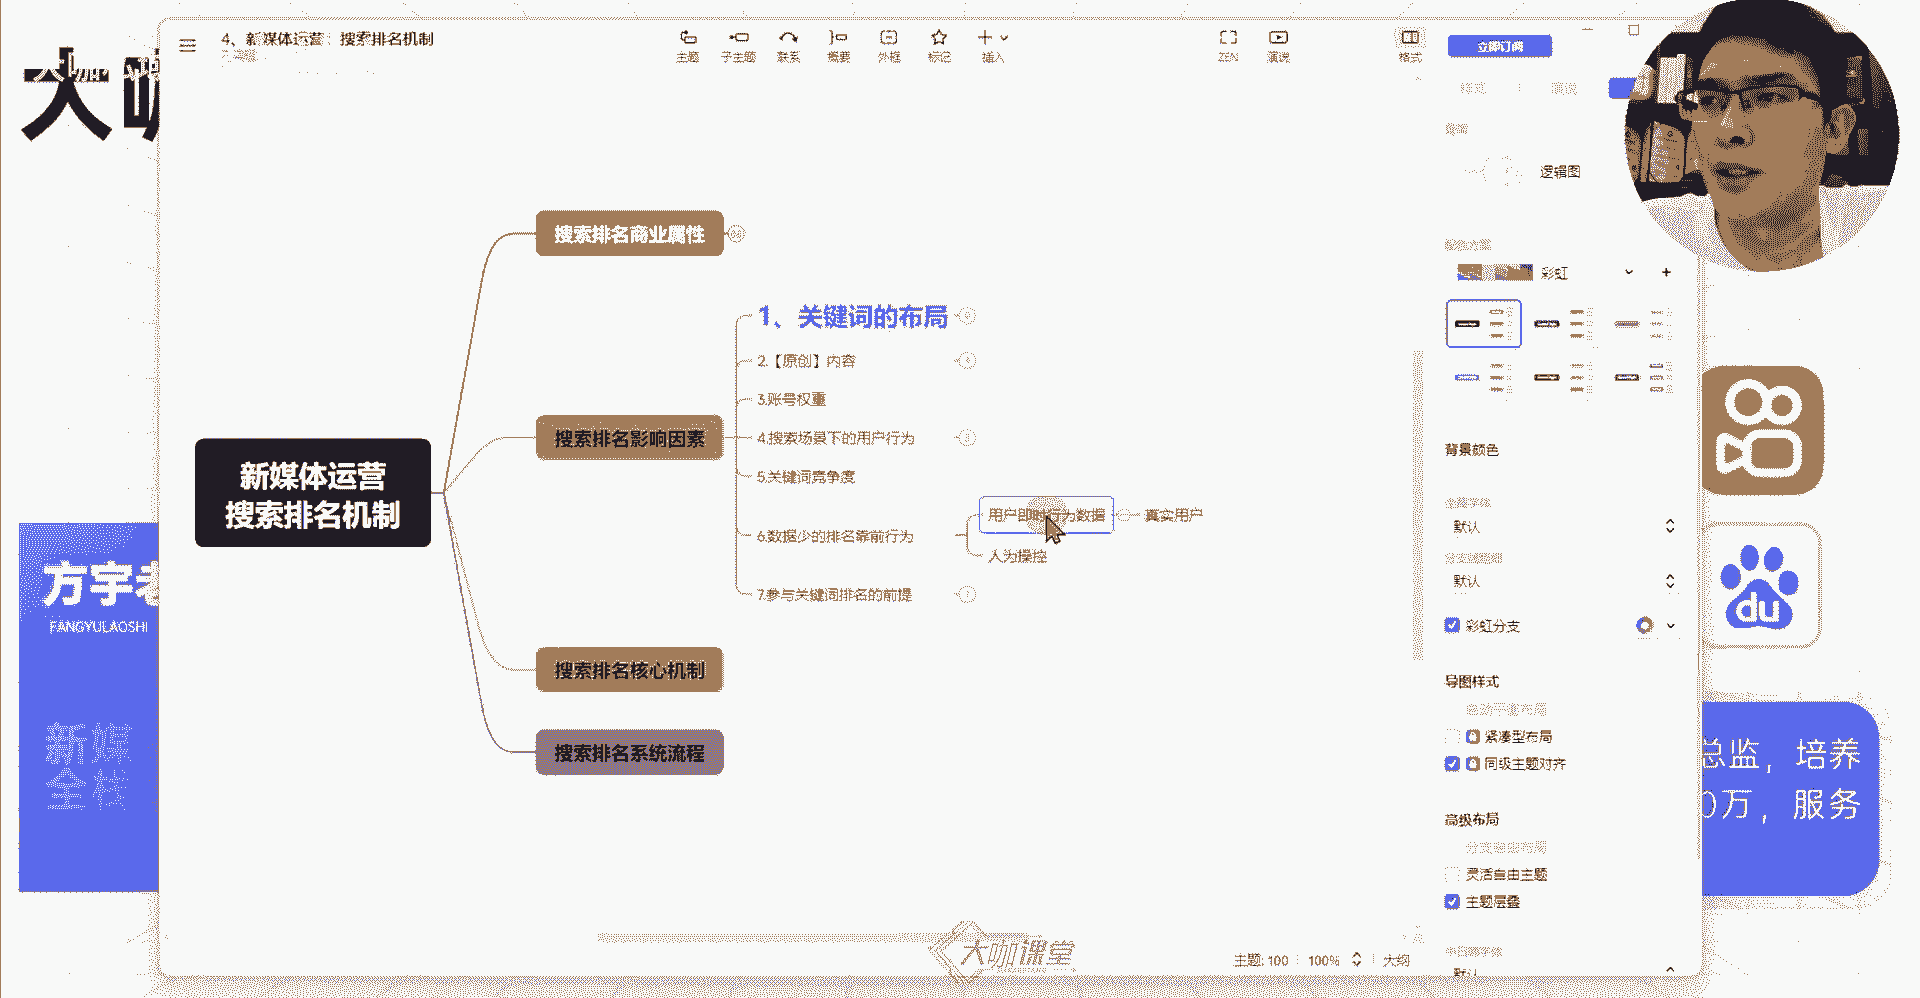 4、新媒体运营：搜索排名机制
主题
子主题
联系
概要
外框
标记
插入
ZEN
演说
格式
立即订阅
大咖
逻辑图
彩虹
搜索排名商业属性
1、关键词的布局
2.【原创】内容
3.账号权重
4.搜索场景下的用户行为
5.关键词竞争度
6.数据少的排名靠前行为
用户即时行为数据
真实用户
人为操控
7.参与关键词排名的前提
搜索排名影响因素
新媒体运营
搜索排名机制
搜索排名核心机制
搜索排名系统流程
背景颜色
默认
默认
彩虹分支
导图样式
紧凑型布局
同级主题对齐
高级布局
灵活自由主题
主题层叠
默认
方宇老
FANGYULAOSHI
新媒
全栈
du
总监，培养
0万，服务
大咖课堂
主题: 100
100%
大纲